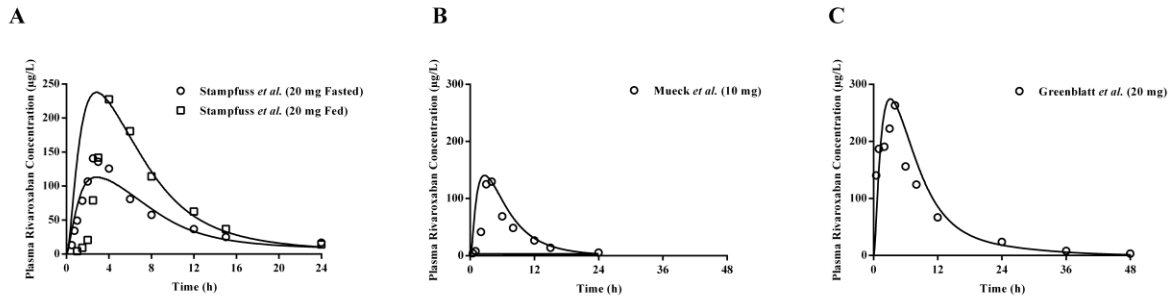 A
Plasma Rivaroxaban Concentration (µg/L)
250
200
150
100
50
0
0 4 8 12 16 20 24
Time (h)
Stampfuss et al. (20 mg Fasted)
Stampfuss et al. (20 mg Fed)
B
Plasma Rivaroxaban Concentration (µg/L)
300
200
100
0
0 12 24 36 48
Time (h)
Mueck et al. (10 mg)
C
Plasma Rivaroxaban Concentration (µg/L)
300
200
100
0
0 12 24 36 48
Time (h)
Greenblatt et al. (20 mg)